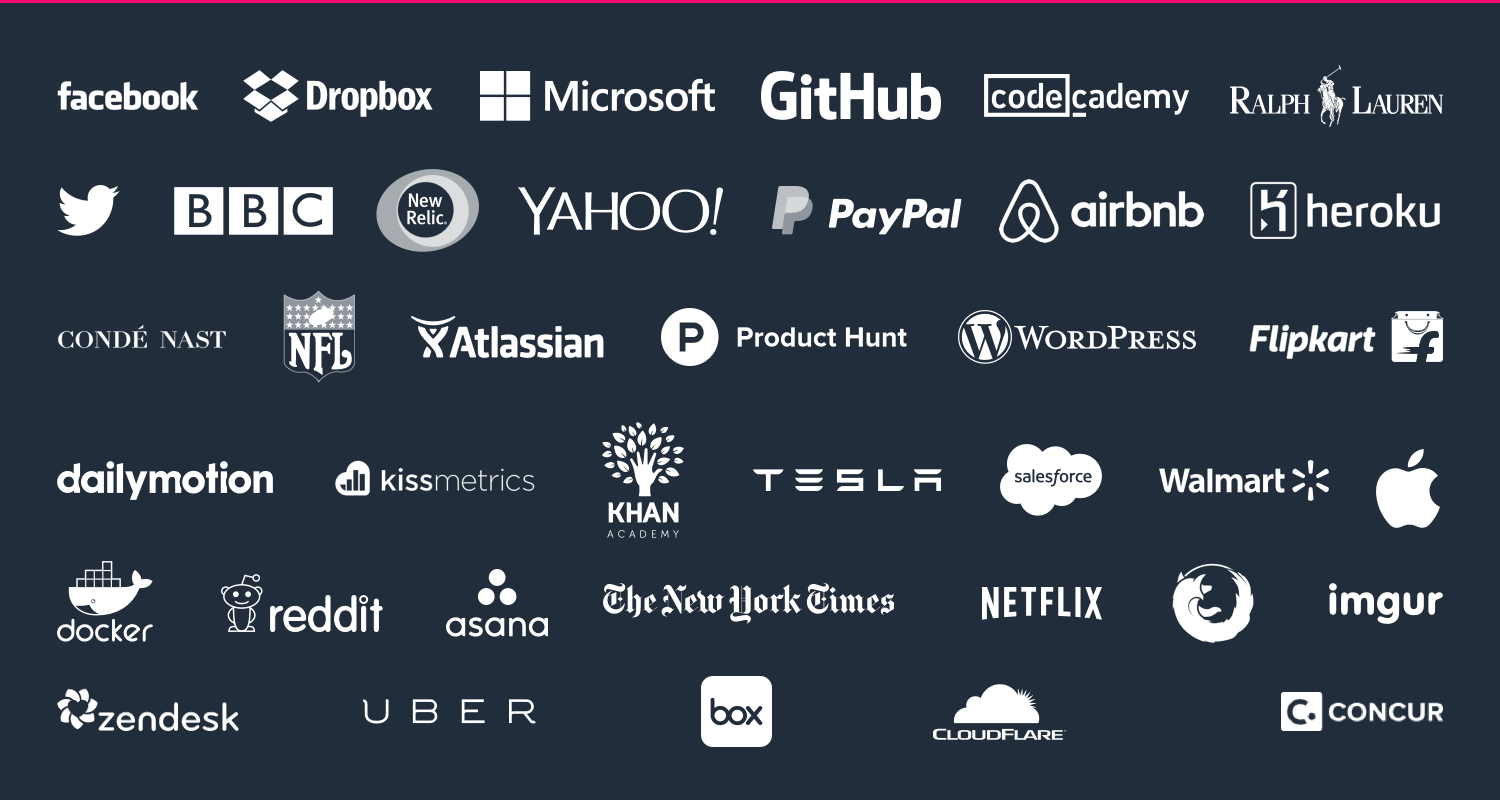 facebook Dropbox Microsoft GitHub codecademy RALPH LAUREN
BBC New Relic. YAHOO! P PayPal airbnb heroku
CONDÉ NAST NFL Atlassian P Product Hunt W WORDPRESS Flipkart f
dailymotion kissmetrics KHAN ACADEMY TESLA salesforce Walmart
docker reddit asana The New York Times NETFLIX imgur
zendesk UBER box CLOUDFLARE C. CONCUR